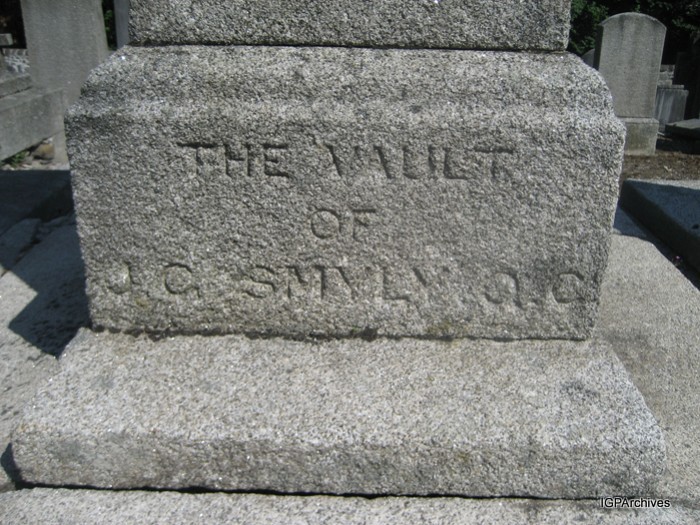 THE VAULT
OF
J.C. SMYLY Q.C.
IGPArchives